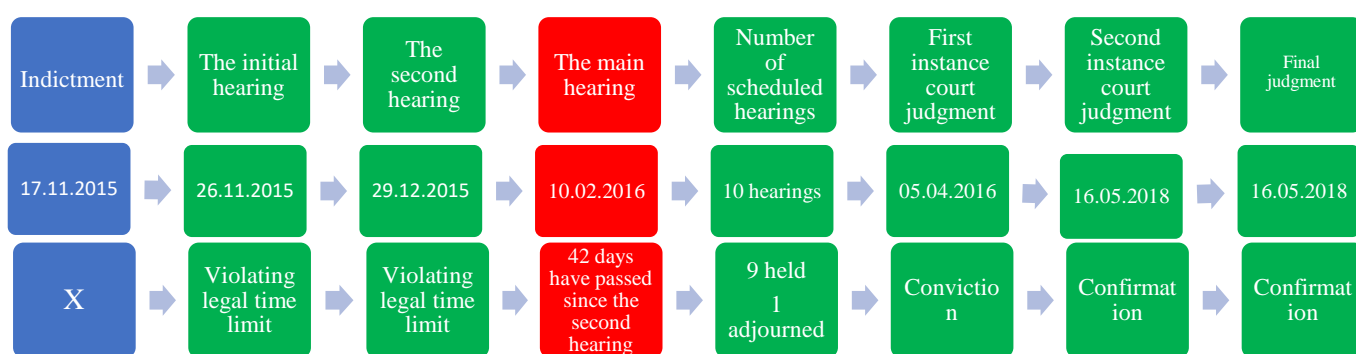 Indictment
The initial
hearing
The
second
hearing
The main
hearing
Number
of
scheduled
hearings
First
instance
court
judgment
Second
instance
court
judgment
Final
judgment
17.11.2015
26.11.2015
29.12.2015
10.02.2016
10 hearings
05.04.2016
16.05.2018
16.05.2018
X
Violating
legal time
limit
Violating
legal time
limit
42 days
have passed
since the
second
hearing
9 held
1
adjourned
Convictio
n
Confirmat
ion
Confirmat
ion